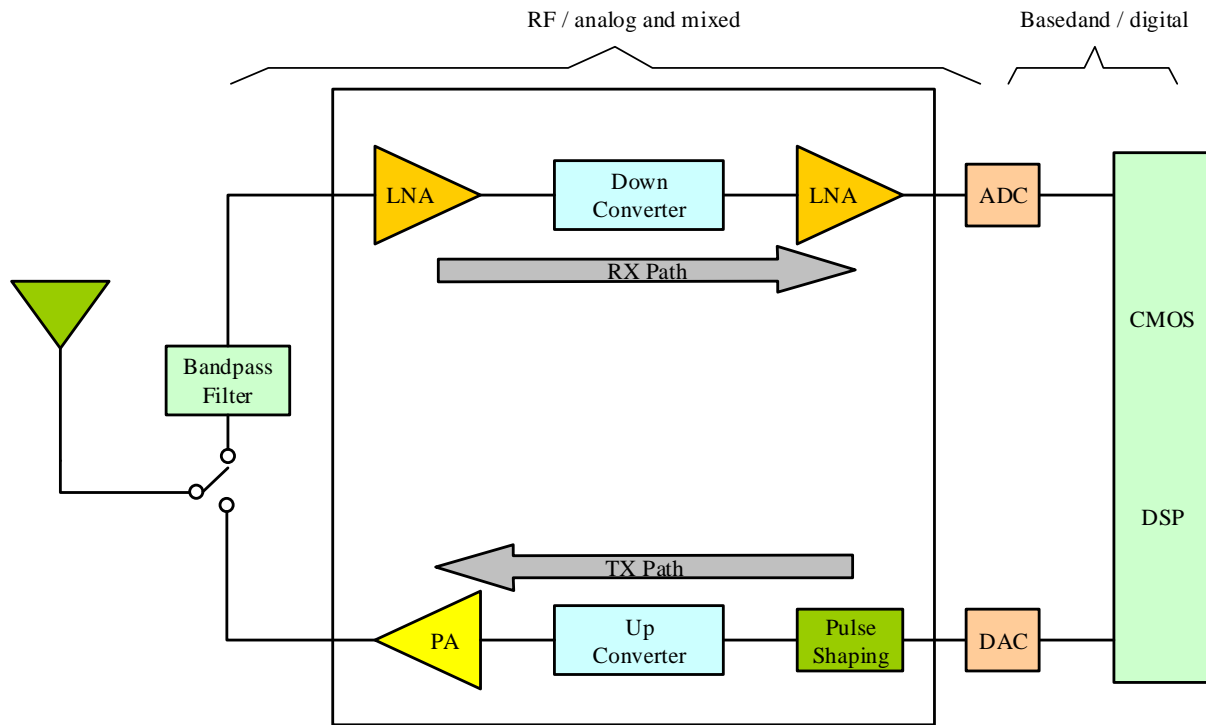 RF / analog and mixed
Basedand / digital
LNA
Down
Converter
LNA
ADC
RX Path
CMOS
Bandpass
Filter
DSP
TX Path
PA
Up
Converter
Pulse
Shaping
DAC